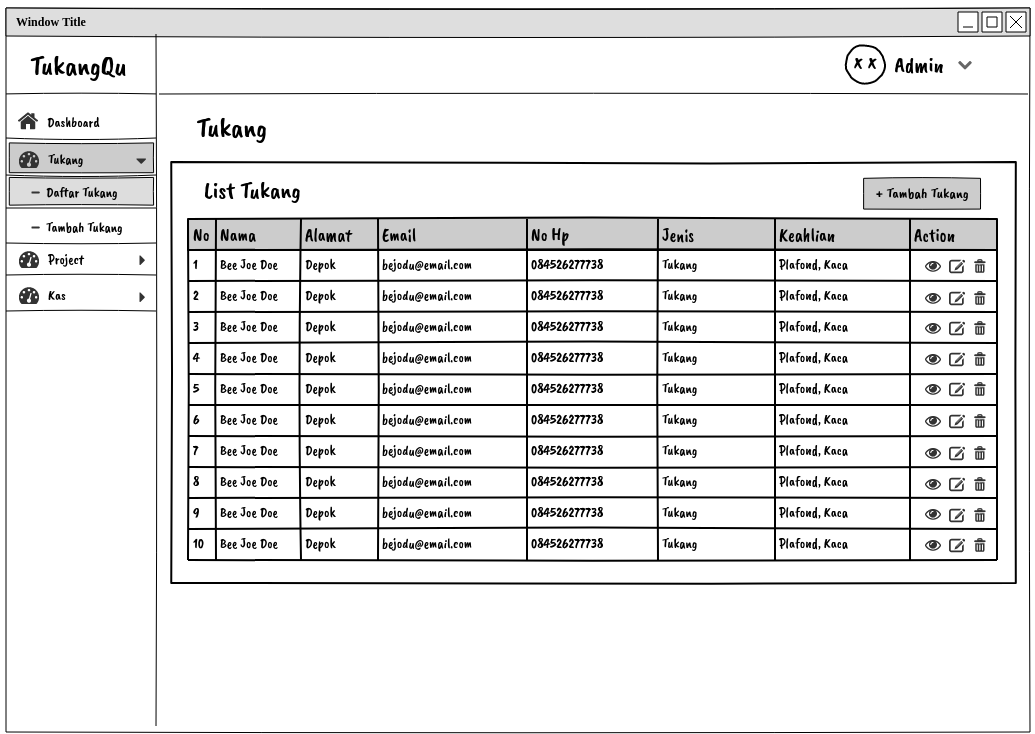 Window Title
TukangQu
Admin
Dashboard
Tukang
– Daftar Tukang
– Tambah Tukang
Project
Kas
Tukang
List Tukang
+ Tambah Tukang
No Nama Alamat Email No Hp Jenis Keahlian Action
1 Bee Joe Doe Depok bejodu@email.com 084526277738 Tukang Plafond, Kaca
2 Bee Joe Doe Depok bejodu@email.com 084526277738 Tukang Plafond, Kaca
3 Bee Joe Doe Depok bejodu@email.com 084526277738 Tukang Plafond, Kaca
4 Bee Joe Doe Depok bejodu@email.com 084526277738 Tukang Plafond, Kaca
5 Bee Joe Doe Depok bejodu@email.com 084526277738 Tukang Plafond, Kaca
6 Bee Joe Doe Depok bejodu@email.com 084526277738 Tukang Plafond, Kaca
7 Bee Joe Doe Depok bejodu@email.com 084526277738 Tukang Plafond, Kaca
8 Bee Joe Doe Depok bejodu@email.com 084526277738 Tukang Plafond, Kaca
9 Bee Joe Doe Depok bejodu@email.com 084526277738 Tukang Plafond, Kaca
10 Bee Joe Doe Depok bejodu@email.com 084526277738 Tukang Plafond, Kaca